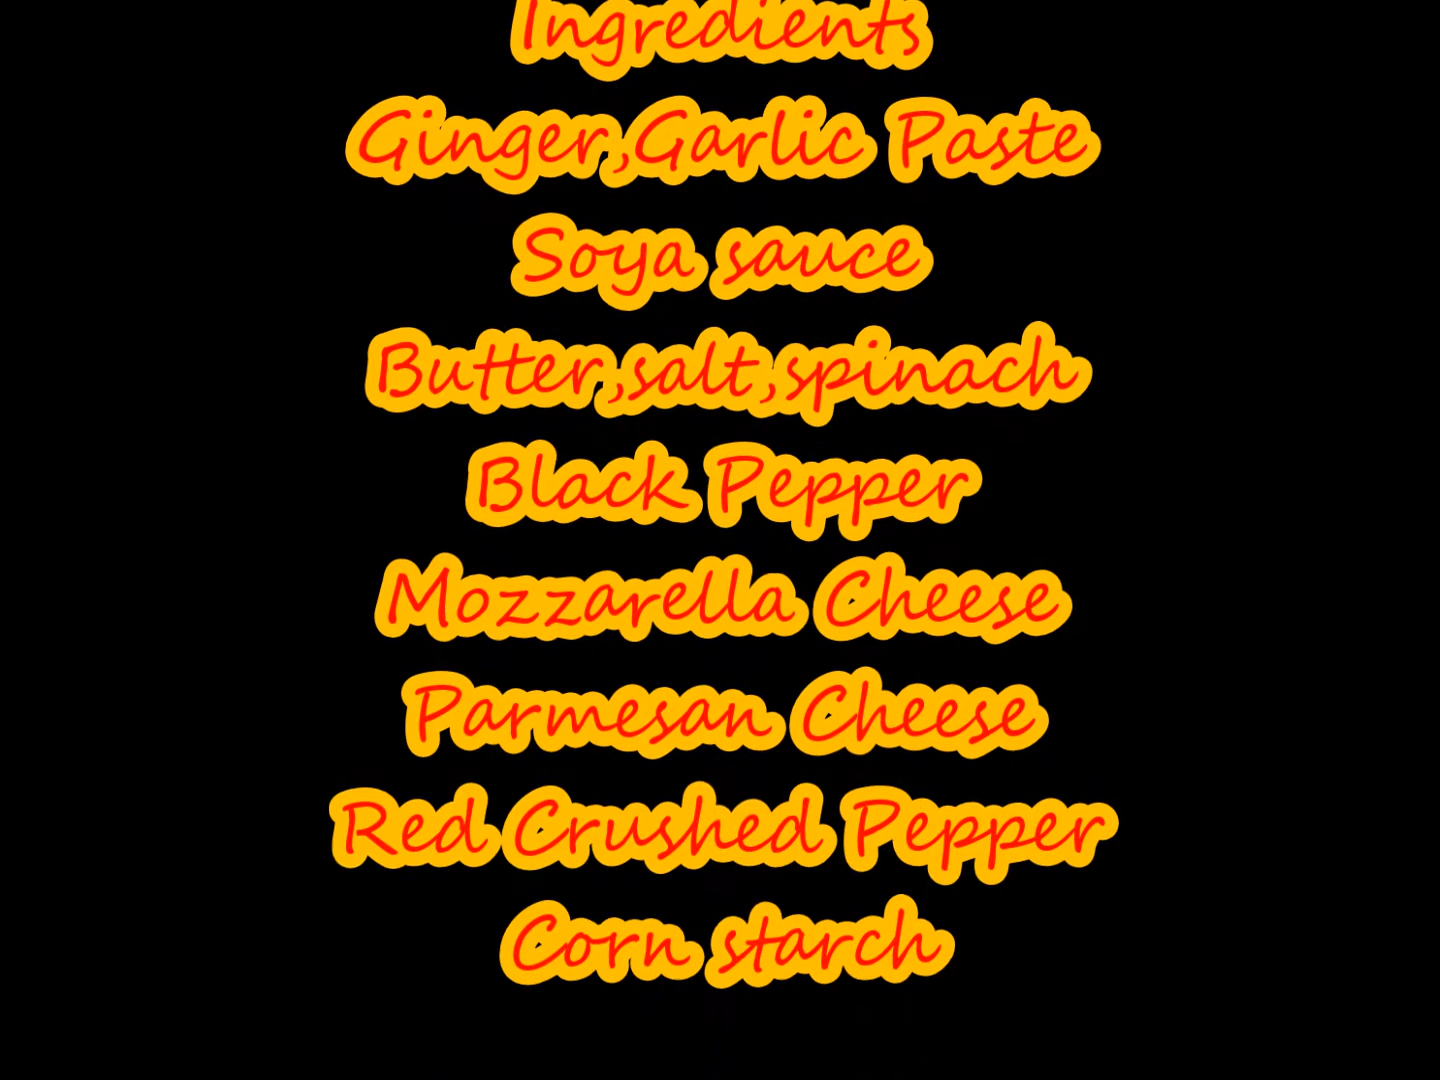 Ingredients
Ginger,Garlic Paste
Soya sauce
Butter,salt,spinach
Black Pepper
Mozzarella Cheese
Parmesan Cheese
Red Crushed Pepper
Corn starch